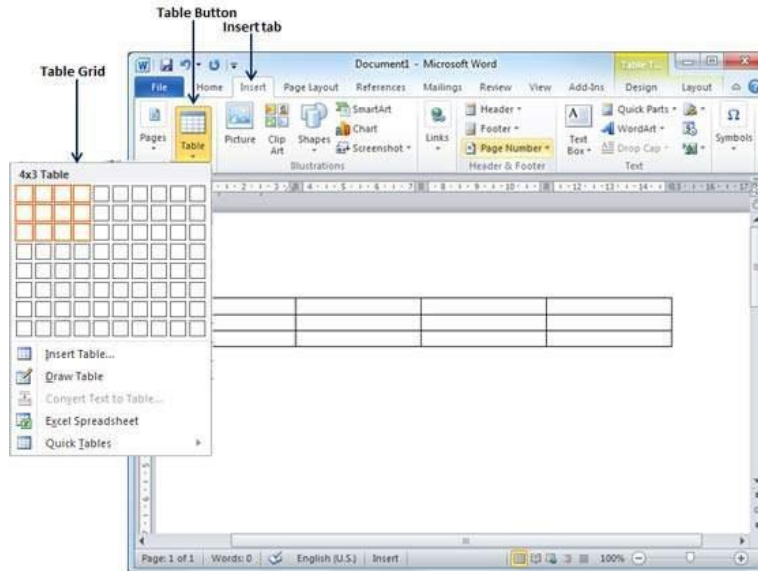 Table Button
Insert tab
Table Grid
Document1 - Microsoft Word
Table T...
File Home Insert Page Layout References Mailings Review View Add-Ins Design Layout
Pages
Table
Picture
Clip Art
Shapes
SmartArt
Chart
Screenshot
Illustrations
Links
Header
Footer
Page Number
Header & Footer
Text Box
Quick Parts
WordArt
Drop Cap
Text
Ω
Symbols
4x3 Table
Insert Table...
Draw Table
Convert Text to Table...
Excel Spreadsheet
Quick Tables
Page: 1 of 1 Words: 0 English (U.S.) Insert 100%